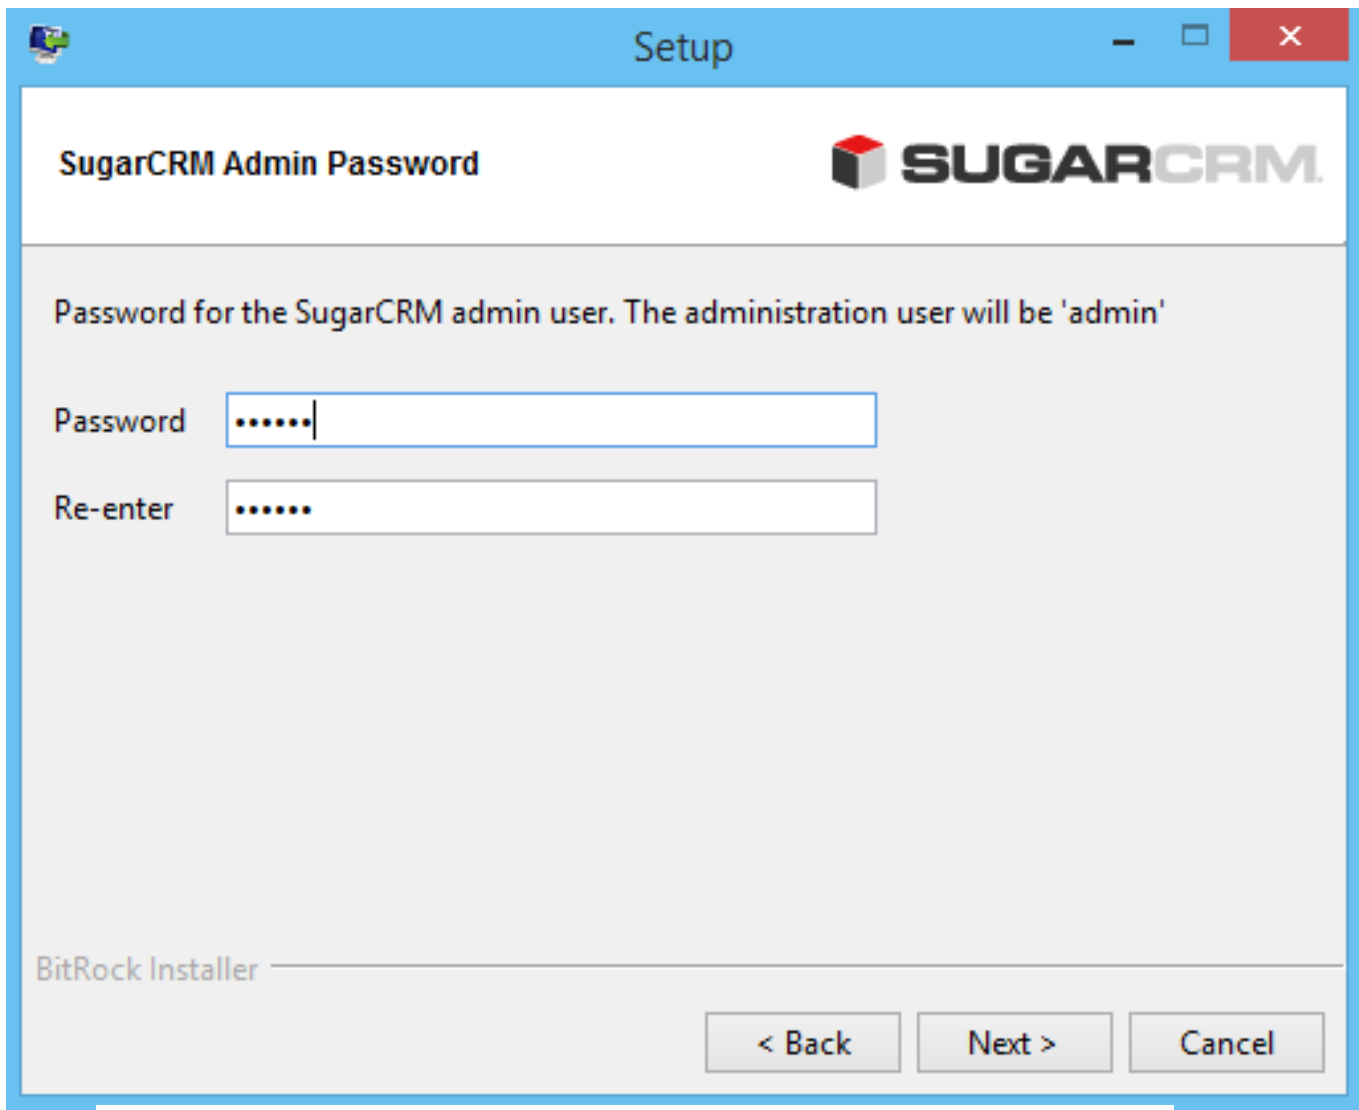 Setup
SugarCRM Admin Password
SUGARCRM.
Password for the SugarCRM admin user. The administration user will be 'admin'
Password ••••••
Re-enter ••••••
BitRock Installer
< Back Next > Cancel